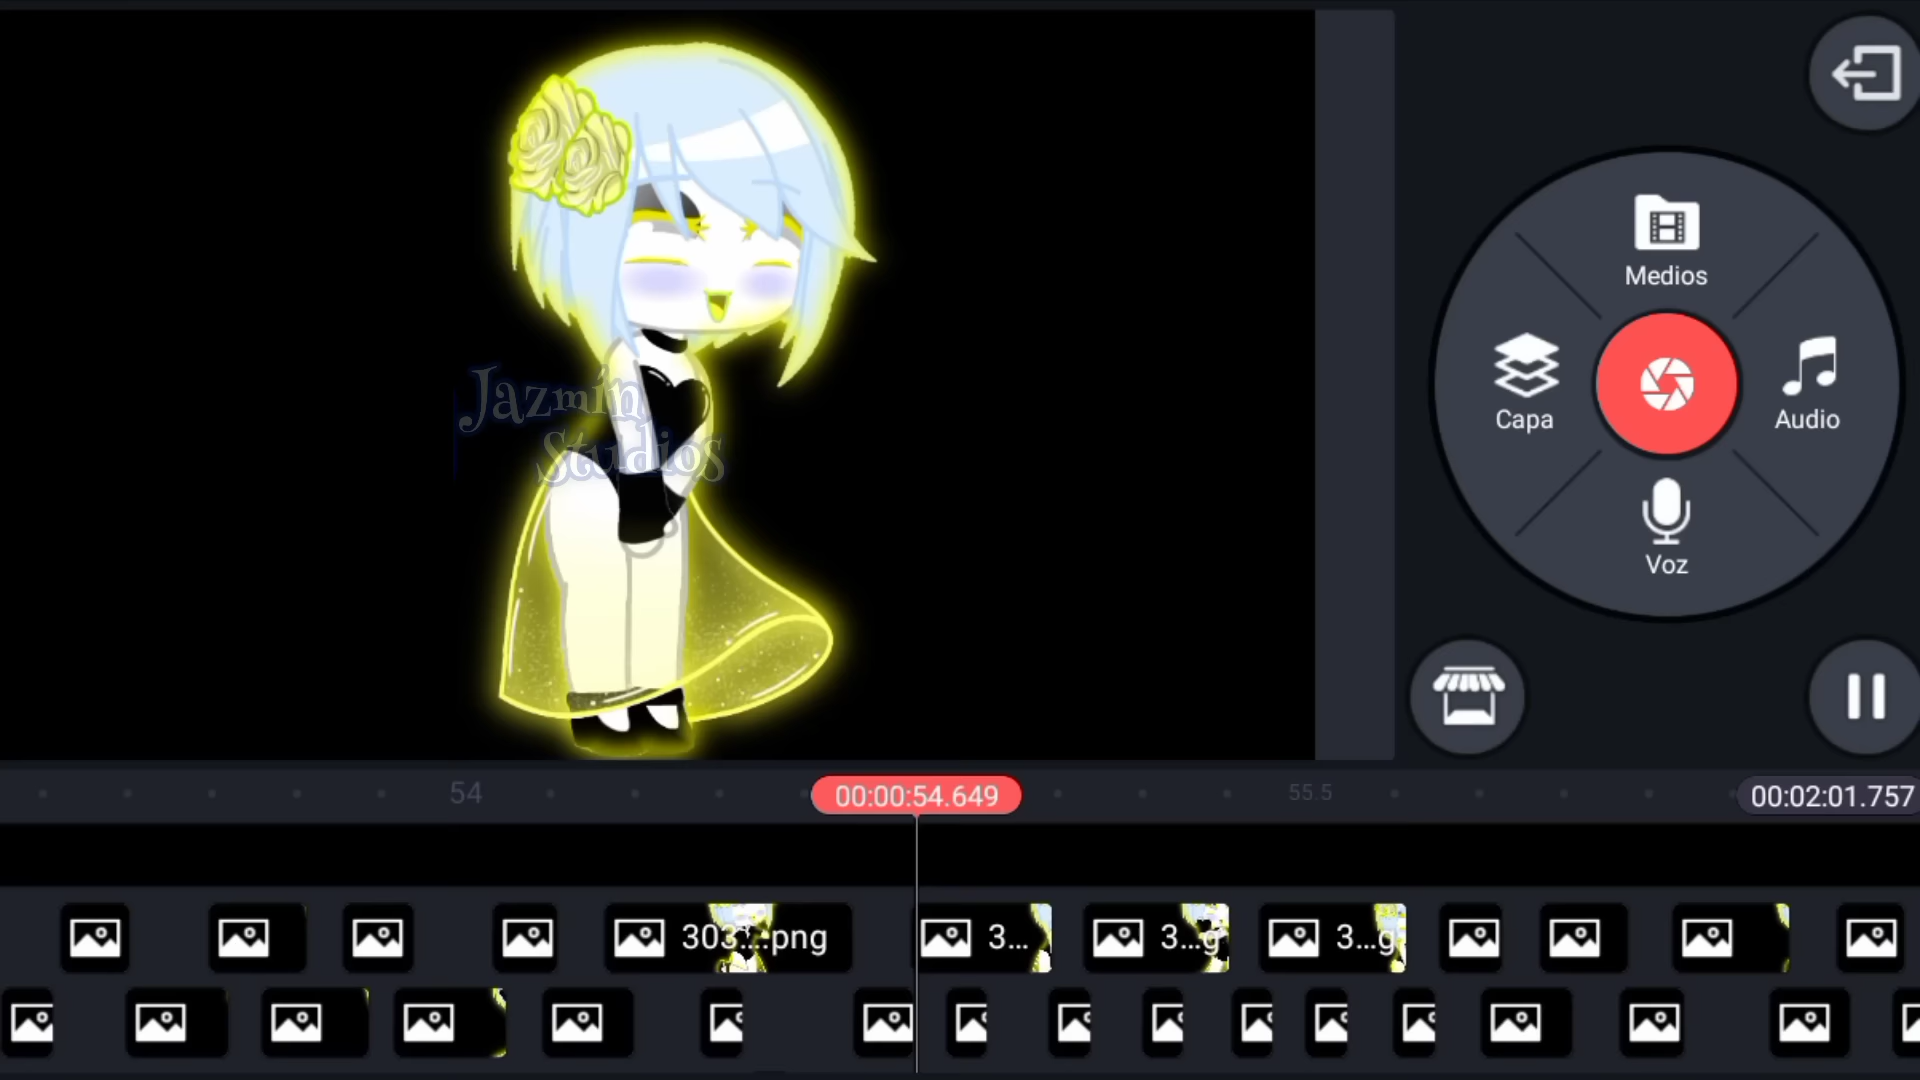 Jazmín
Studios
Medios
Capa
Audio
Voz
54
00:00:54.649
55.5
00:02:01.757
303...png
3...
3...g
3...g